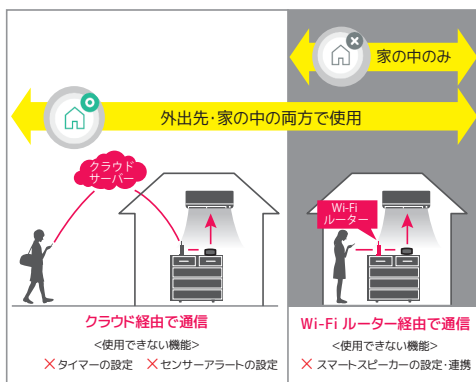 家の中のみ
外出先・家の中の両方で使用
クラウド
サーバー
Wi-Fi
ルーター
クラウド経由で通信
<使用できない機能>
×タイマーの設定 ×センサーアラートの設定
Wi-Fi ルーター経由で通信
<使用できない機能>
×スマートスピーカーの設定・連携